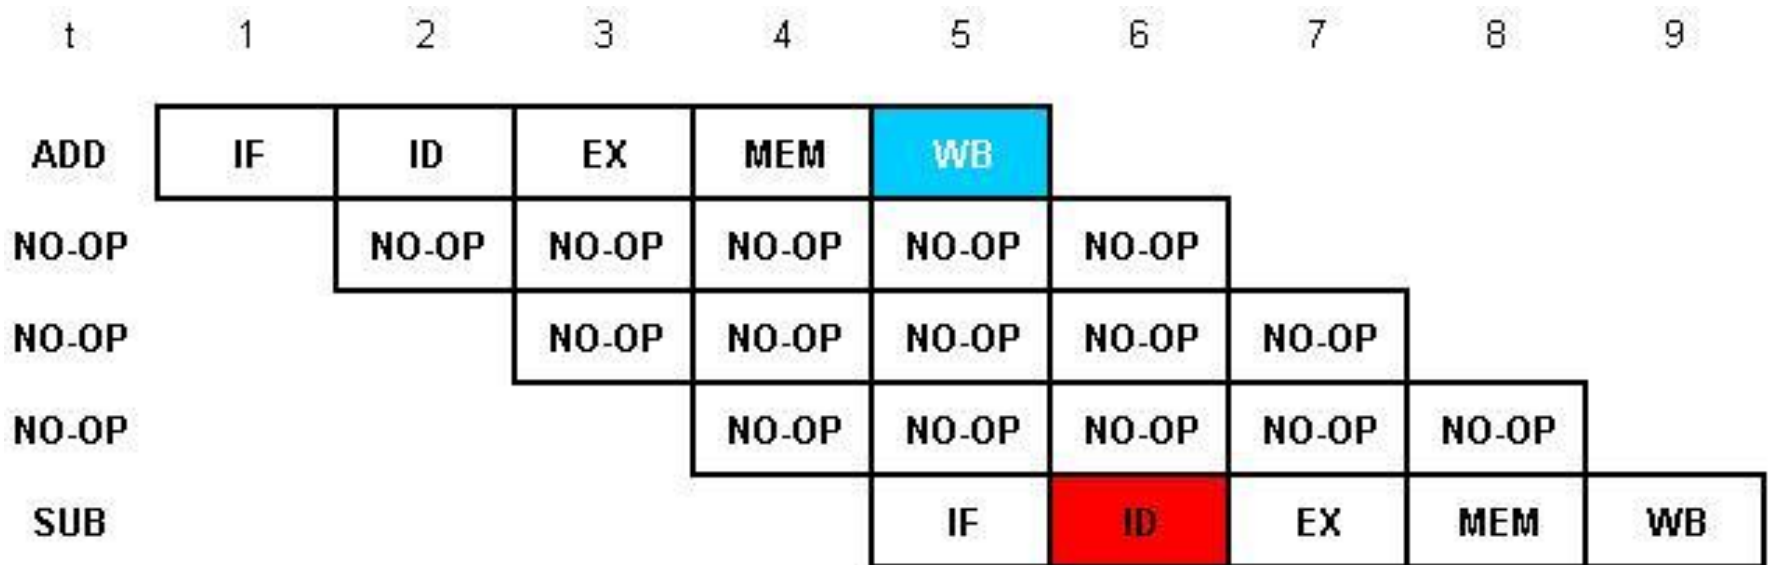 t 1 2 3 4 5 6 7 8 9
ADD IF ID EX MEM WB
NO-OP NO-OP NO-OP NO-OP NO-OP NO-OP
NO-OP NO-OP NO-OP NO-OP NO-OP NO-OP
NO-OP NO-OP NO-OP NO-OP NO-OP NO-OP
SUB IF ID EX MEM WB